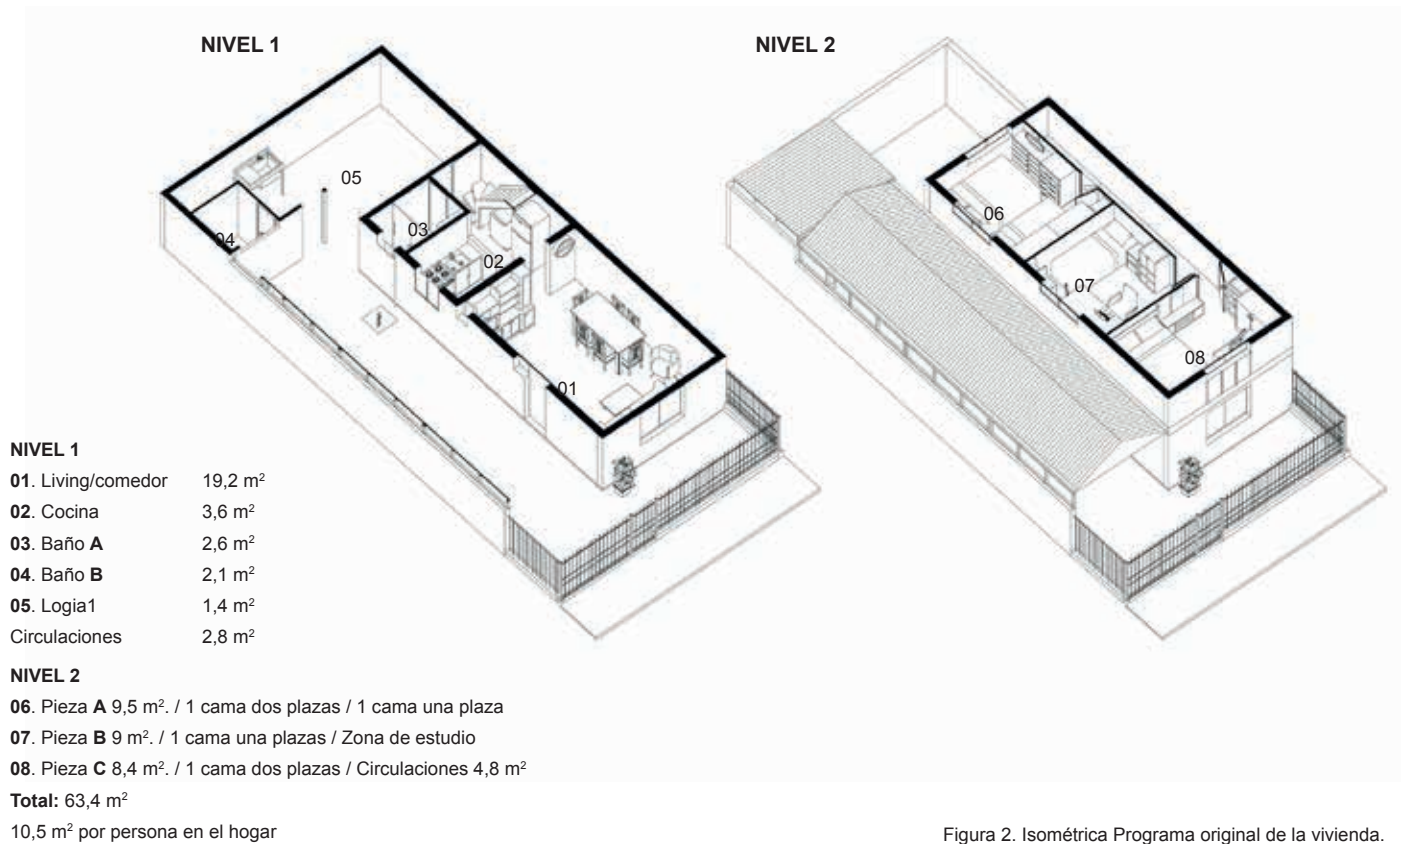 NIVEL 1
NIVEL 2
05
04
03
02
01
06
07
08
NIVEL 1
01. Living/comedor 19,2 m²
02. Cocina 3,6 m²
03. Baño A 2,6 m²
04. Baño B 2,1 m²
05. Logia1 1,4 m²
Circulaciones 2,8 m²
NIVEL 2
06. Pieza A 9,5 m². / 1 cama dos plazas / 1 cama una plaza
07. Pieza B 9 m². / 1 cama una plazas / Zona de estudio
08. Pieza C 8,4 m². / 1 cama dos plazas / Circulaciones 4,8 m²
Total: 63,4 m²
10,5 m² por persona en el hogar
Figura 2. Isométrica Programa original de la vivienda.